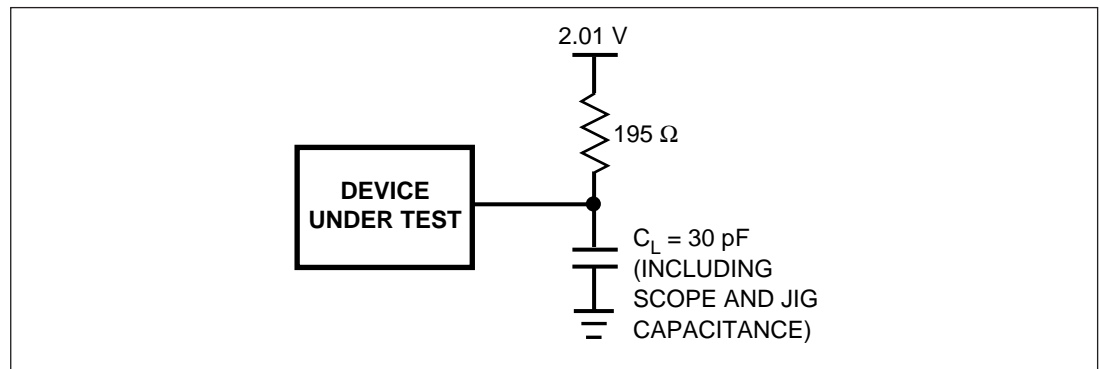 2.01 V
195 Ω
DEVICE
UNDER TEST
C_L = 30 pF
(INCLUDING
SCOPE AND JIG
CAPACITANCE)